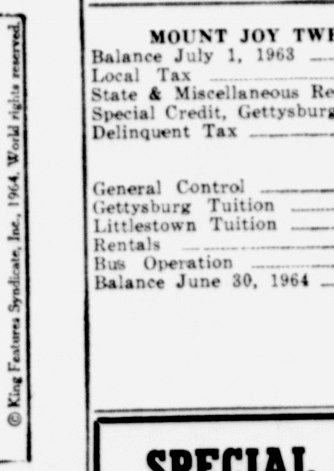 © King Features Syndicate, Inc., 1964. World rights reserved.
MOUNT JOY TWP
Balance July 1, 1963
Local Tax
State & Miscellaneous Re
Special Credit, Gettysburg
Delinquent Tax
General Control
Gettysburg Tuition
Littlestown Tuition
Rentals
Bus Operation
Balance June 30, 1964
SPECIAL